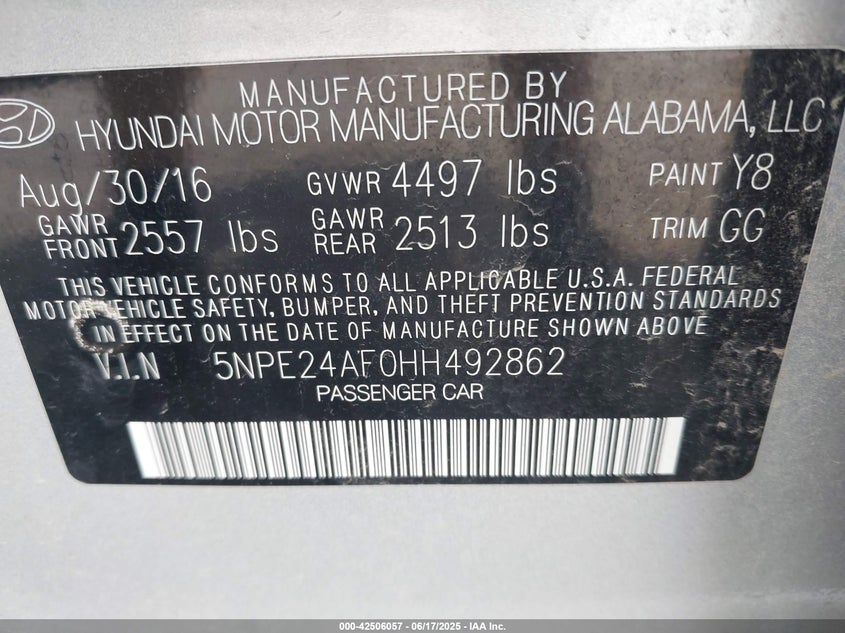 MANUFACTURED BY
HYUNDAI MOTOR MANUFACTURING ALABAMA, LLC
Aug/30/16 GVWR 4497 lbs PAINT Y8
GAWR FRONT 2557 lbs GAWR REAR 2513 lbs TRIM GG
THIS VEHICLE CONFORMS TO ALL APPLICABLE U.S.A. FEDERAL
MOTOR VEHICLE SAFETY, BUMPER, AND THEFT PREVENTION STANDARDS
IN EFFECT ON THE DATE OF MANUFACTURE SHOWN ABOVE
V.I.N 5NPE24AF0HH492862
PASSENGER CAR
000-42506057 - 06/17/2025 - IAA Inc.